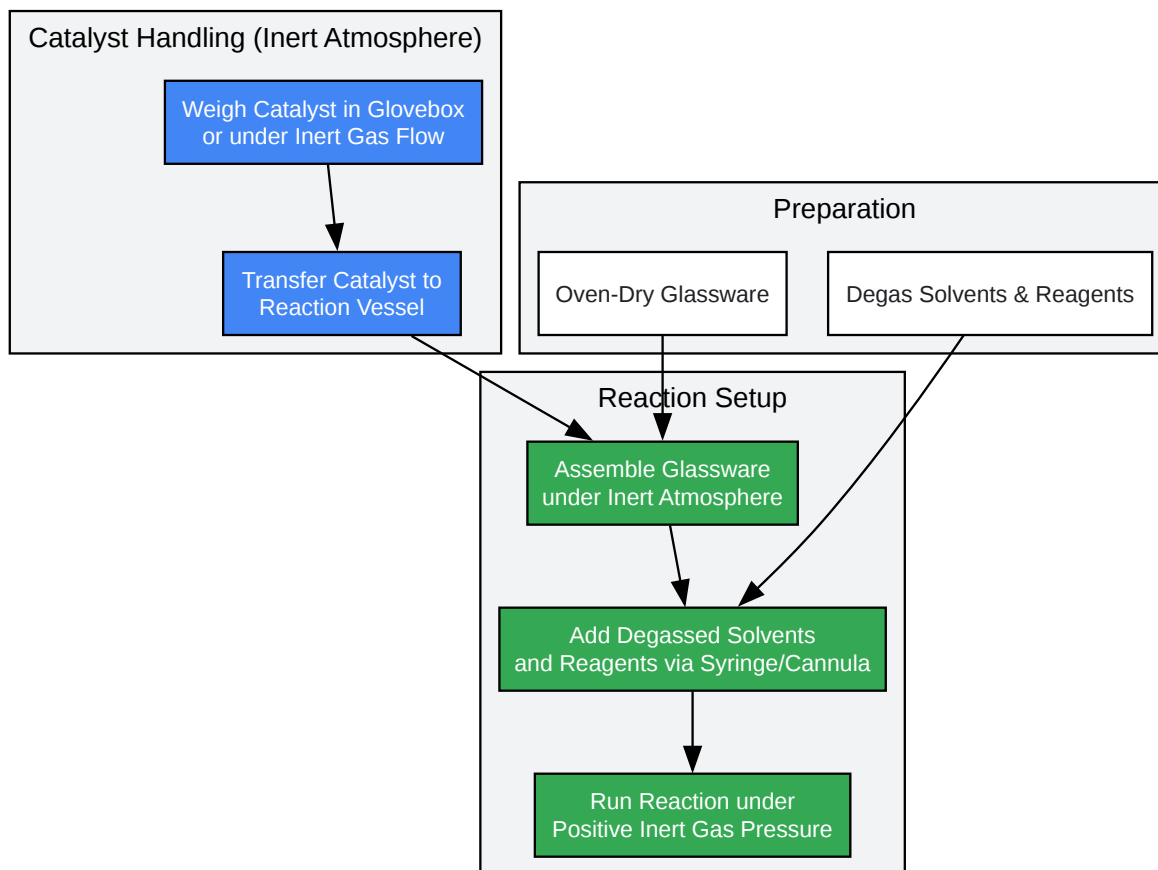 Catalyst Handling (Inert Atmosphere)
Weigh Catalyst in Glovebox
or under Inert Gas Flow
Transfer Catalyst to
Reaction Vessel
Preparation
Oven-Dry Glassware
Degas Solvents & Reagents
Reaction Setup
Assemble Glassware
under Inert Atmosphere
Add Degassed Solvents
and Reagents via Syringe/Cannula
Run Reaction under
Positive Inert Gas Pressure